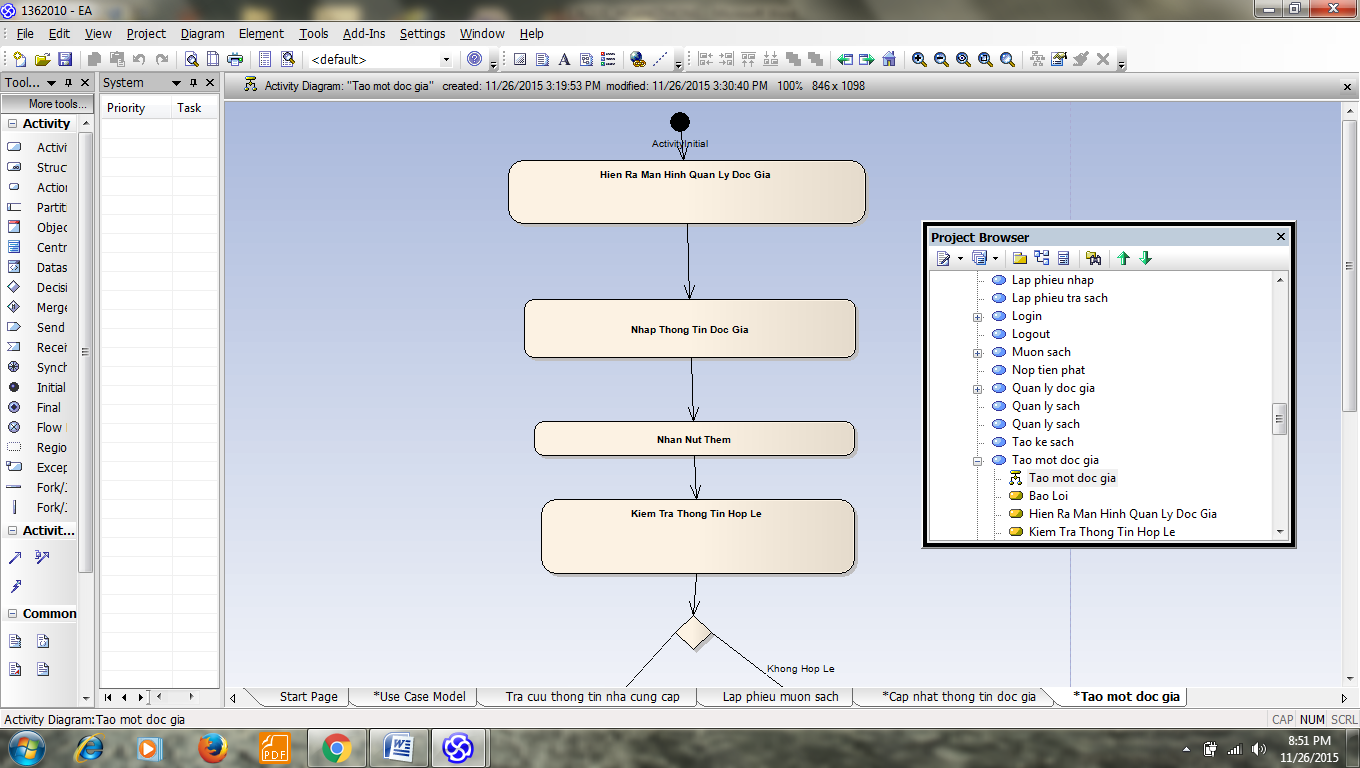 1362010 - EA
File Edit View Project Diagram Element Tools Add-Ins Settings Window Help
<default>
Tool...
More tools...
Activity
Activi
Struc
Action
Partit
Objec
Centr
Datas
Decisi
Merge
Send
Receiv
Synch
Initial
Final
Flow
Regio
Excep
Fork/J
Fork/J
Activit...
Common
System
Priority Task
Activity Diagram: "Tao mot doc gia" created: 11/26/2015 3:19:53 PM modified: 11/26/2015 3:30:40 PM 100% 846 x 1098
ActivityInitial
Hien Ra Man Hinh Quan Ly Doc Gia
Nhap Thong Tin Doc Gia
Nhan Nut Them
Kiem Tra Thong Tin Hop Le
Khong Hop Le
Project Browser
Lap phieu nhap
Lap phieu tra sach
Login
Logout
Muon sach
Nop tien phat
Quan ly doc gia
Quan ly sach
Quan ly sach
Tao ke sach
Tao mot doc gia
Tao mot doc gia
Bao Loi
Hien Ra Man Hinh Quan Ly Doc Gia
Kiem Tra Thong Tin Hop Le
Start Page *Use Case Model Tra cuu thong tin nha cung cap Lap phieu muon sach *Cap nhat thong tin doc gia *Tao mot doc gia
Activity Diagram:Tao mot doc gia
CAP NUM SCRL
PDF
8:51 PM
11/26/2015